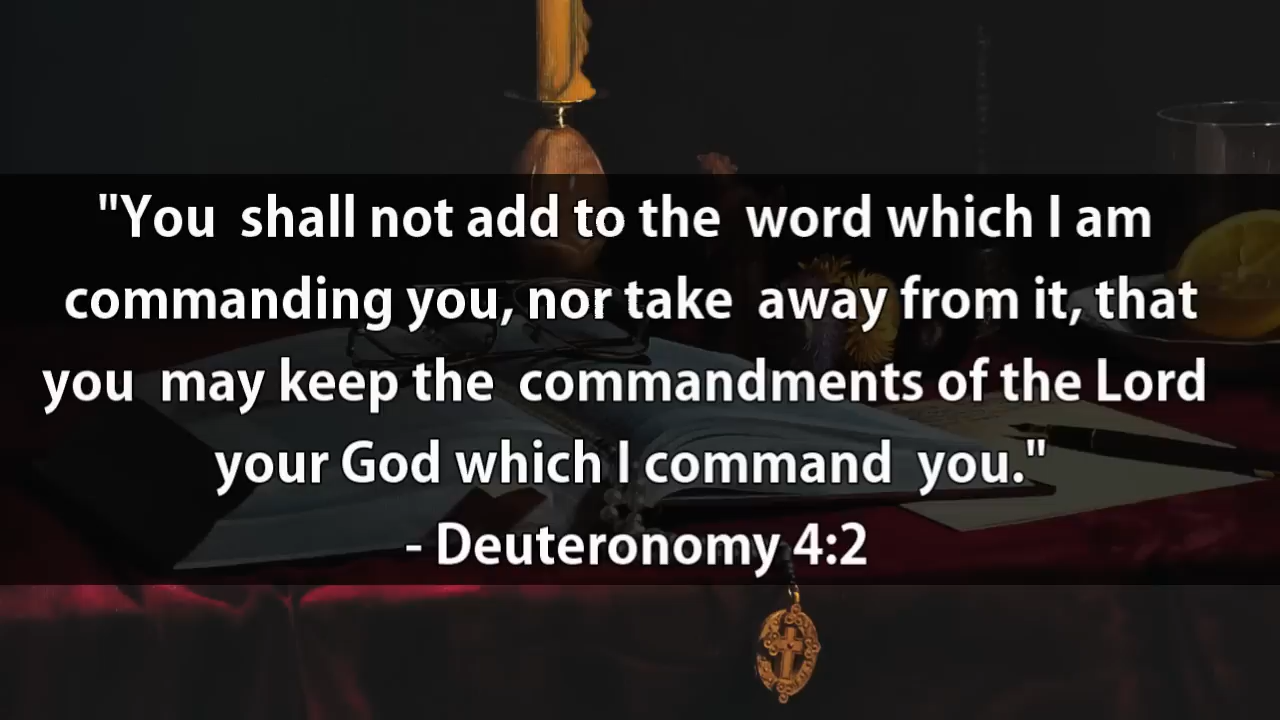 "You shall not add to the word which I am
commanding you, nor take away from it, that
you may keep the commandments of the Lord
your God which I command you."
- Deuteronomy 4:2